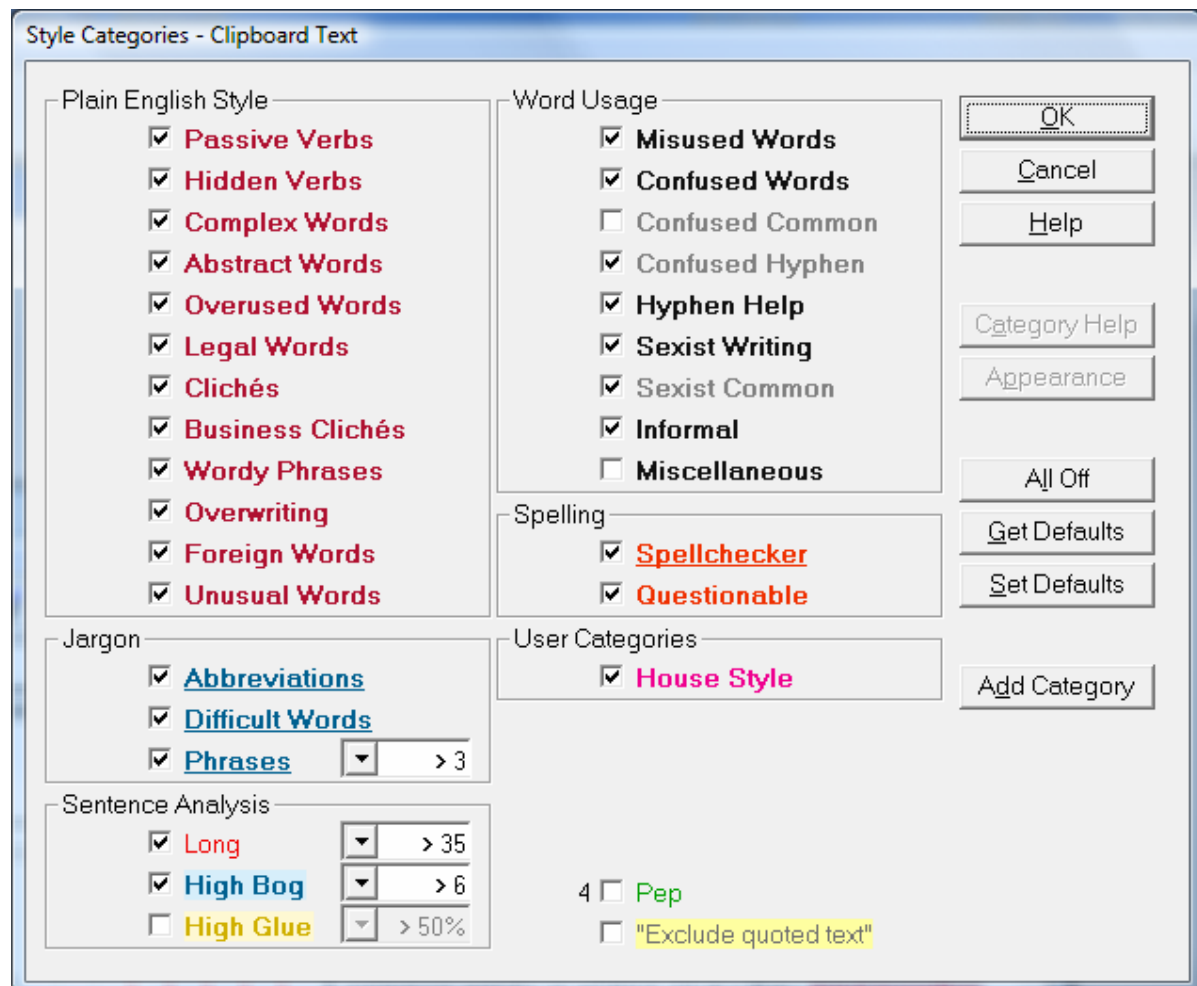 Style Categories - Clipboard Text
Plain English Style
Passive Verbs
Hidden Verbs
Complex Words
Abstract Words
Overused Words
Legal Words
Clichés
Business Clichés
Wordy Phrases
Overwriting
Foreign Words
Unusual Words
Jargon
Abbreviations
Difficult Words
Phrases > 3
Sentence Analysis
Long > 35
High Bog > 6
High Glue > 50%
Word Usage
Misused Words
Confused Words
Confused Common
Confused Hyphen
Hyphen Help
Sexist Writing
Sexist Common
Informal
Miscellaneous
Spelling
Spellchecker
Questionable
User Categories
House Style
4 Pep
"Exclude quoted text"
OK
Cancel
Help
Category Help
Appearance
All Off
Get Defaults
Set Defaults
Add Category